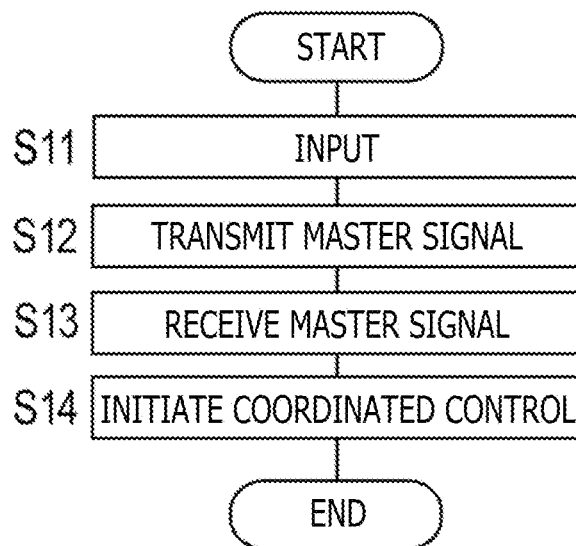 START
S11 INPUT
S12 TRANSMIT MASTER SIGNAL
S13 RECEIVE MASTER SIGNAL
S14 INITIATE COORDINATED CONTROL
END